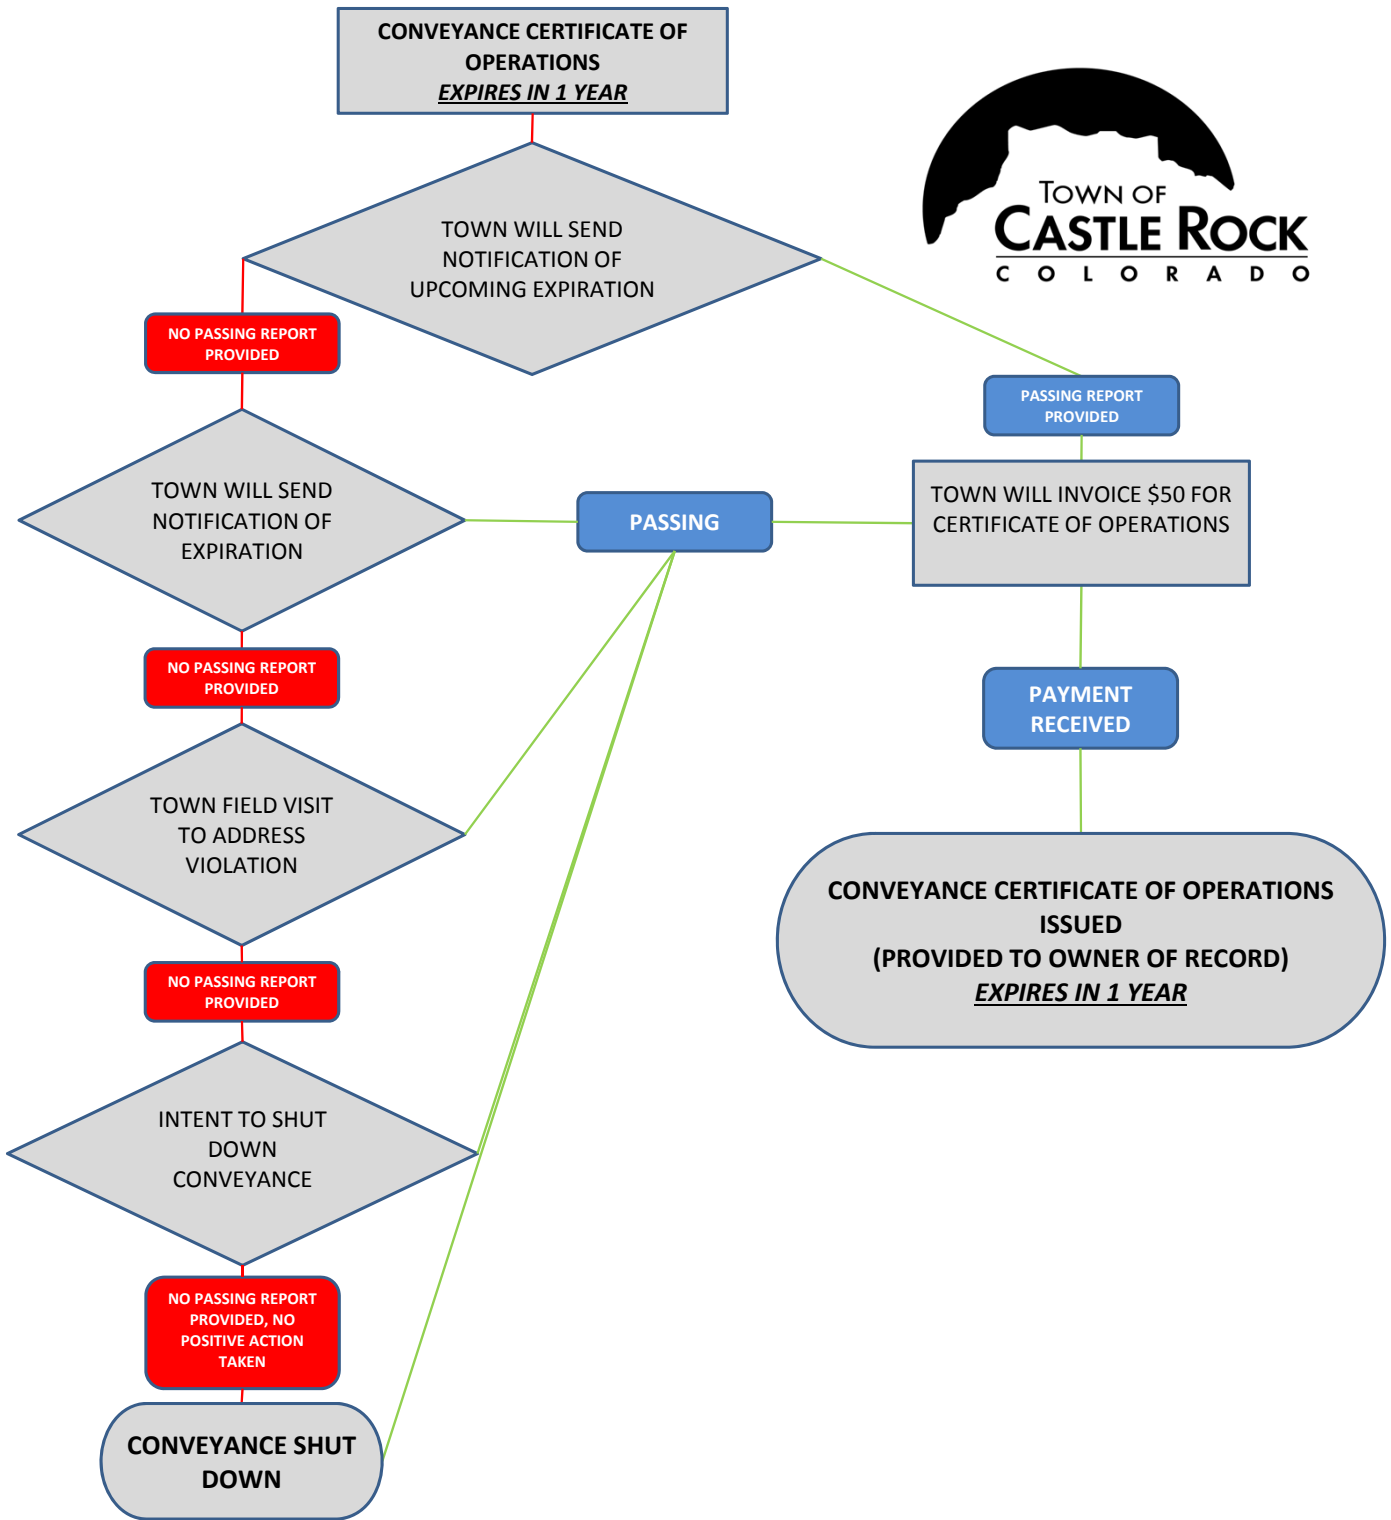 CONVEYANCE CERTIFICATE OF
OPERATIONS
EXPIRES IN 1 YEAR
TOWN OF
CASTLE ROCK
COLORADO
TOWN WILL SEND
NOTIFICATION OF
UPCOMING EXPIRATION
NO PASSING REPORT
PROVIDED
PASSING REPORT
PROVIDED
TOWN WILL SEND
NOTIFICATION OF
EXPIRATION
PASSING
TOWN WILL INVOICE $50 FOR
CERTIFICATE OF OPERATIONS
NO PASSING REPORT
PROVIDED
PAYMENT
RECEIVED
TOWN FIELD VISIT
TO ADDRESS
VIOLATION
CONVEYANCE CERTIFICATE OF OPERATIONS
ISSUED
(PROVIDED TO OWNER OF RECORD)
EXPIRES IN 1 YEAR
NO PASSING REPORT
PROVIDED
INTENT TO SHUT
DOWN
CONVEYANCE
NO PASSING REPORT
PROVIDED, NO
POSITIVE ACTION
TAKEN
CONVEYANCE SHUT
DOWN